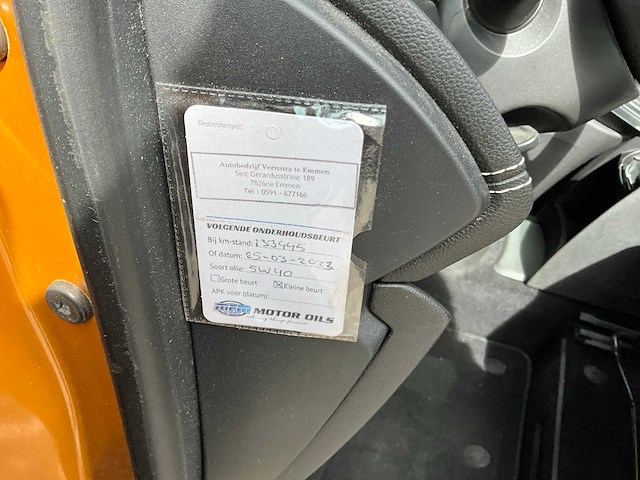 Dealerstempel:
Autobedrijf Veenstra te Emmen
Sint Gerardusstraat 189
7826ce Emmen
Tel : 0591 - 677166
VOLGENDE ONDERHOUDSBEURT
Bij km-stand: 133445
Of datum: 25-03-2023
Soort olie: 5W40
Grote beurt Kleine beurt
APK voor (datum):
MOTOR OILS